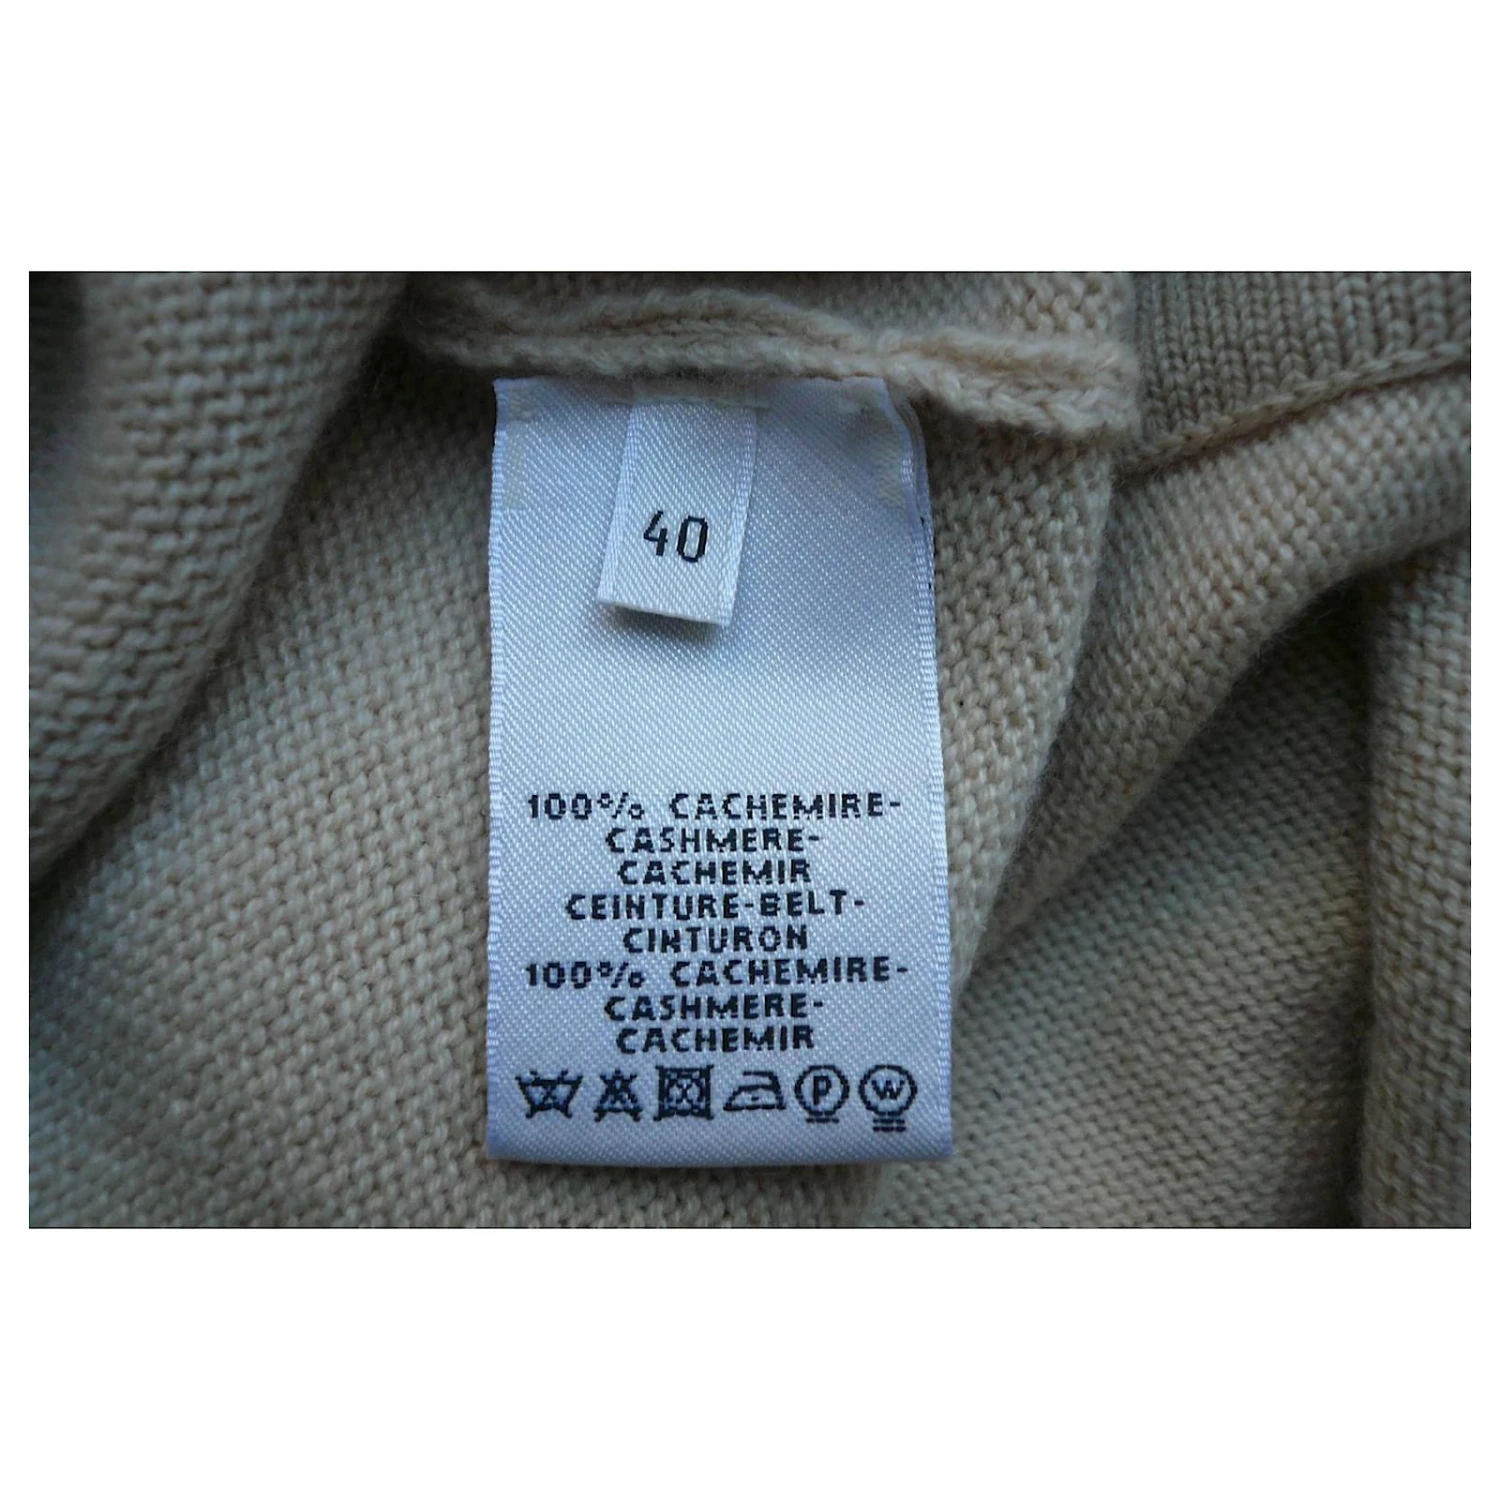 40
100% CACHEMIRE-
CASHMERE-
CACHEMIR
CEINTURE-BELT-
CINTURON
100% CACHEMIRE-
CASHMERE-
CACHEMIR
P W